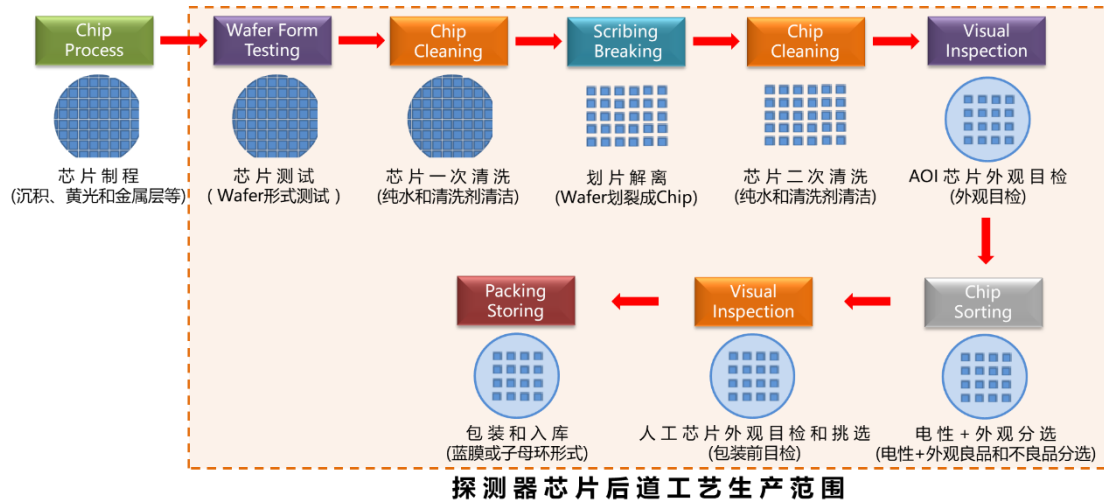 Chip
Process
Wafer Form
Testing
Chip
Cleaning
Scribing
Breaking
Chip
Cleaning
Visual
Inspection
芯片制程
(沉积、黄光和金属层等)
芯片测试
( Wafer形式测试 )
芯片一次清洗
(纯水和清洗剂清洁)
划片解离
(Wafer划裂成Chip)
芯片二次清洗
(纯水和清洗剂清洁)
AOI芯片外观目检
(外观目检)
Packing
Storing
Visual
Inspection
Chip
Sorting
包装和入库
(蓝膜或子母环形式)
人工芯片外观目检和挑选
(包装前目检)
电性+外观分选
(电性+外观良品和不良品分选)
探测器芯片后道工艺生产范围